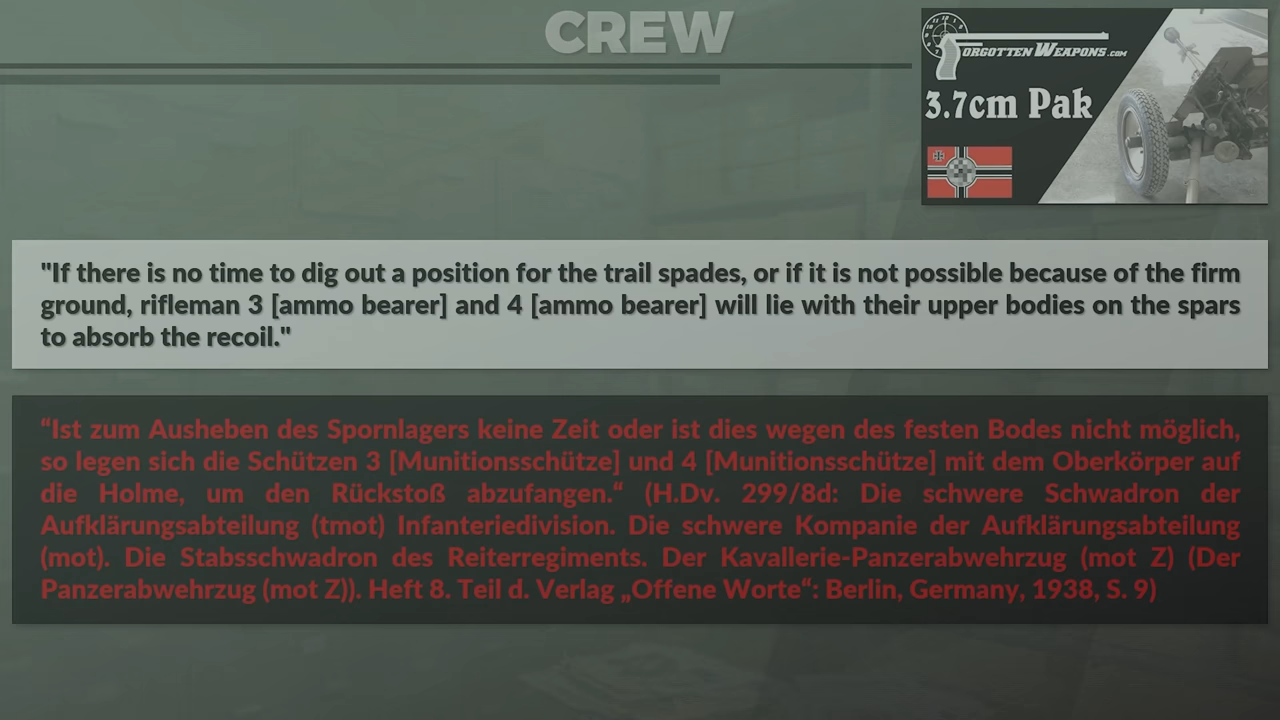 CREW
FORGOTTEN WEAPONS.COM
3.7cm Pak
"If there is no time to dig out a position for the trail spades, or if it is not possible because of the firm
ground, rifleman 3 [ammo bearer] and 4 [ammo bearer] will lie with their upper bodies on the spars
to absorb the recoil."
“Ist zum Ausheben des Spornlagers keine Zeit oder ist dies wegen des festen Bodes nicht möglich,
so legen sich die Schützen 3 [Munitionsschütze] und 4 [Munitionsschütze] mit dem Oberkörper auf
die Holme, um den Rückstoß abzufangen.“ (H.Dv. 299/8d: Die schwere Schwadron der
Aufklärungsabteilung (tmot) Infanteriedivision. Die schwere Kompanie der Aufklärungsabteilung
(mot). Die Stabsschwadron des Reiterregiments. Der Kavallerie-Panzerabwehrzug (mot Z) (Der
Panzerabwehrzug (mot Z)). Heft 8. Teil d. Verlag „Offene Worte“: Berlin, Germany, 1938, S. 9)